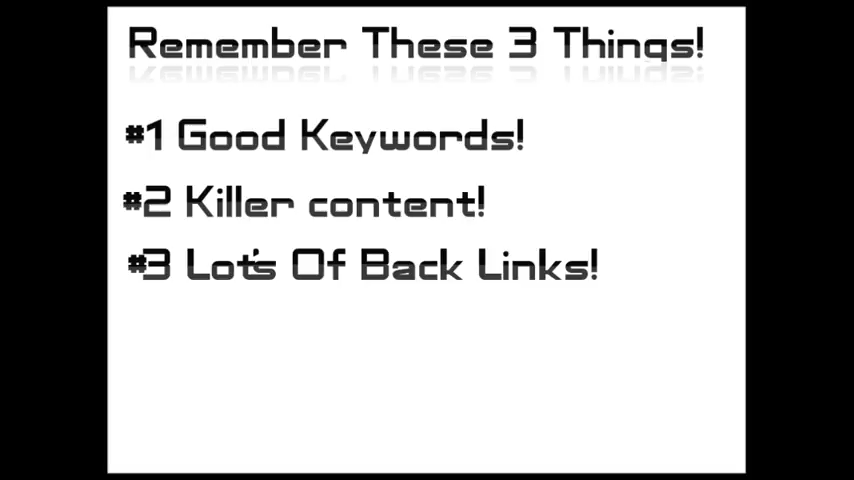 Remember These 3 Things!
#1 Good Keywords!
#2 Killer content!
#3 Lot's Of Back Links!